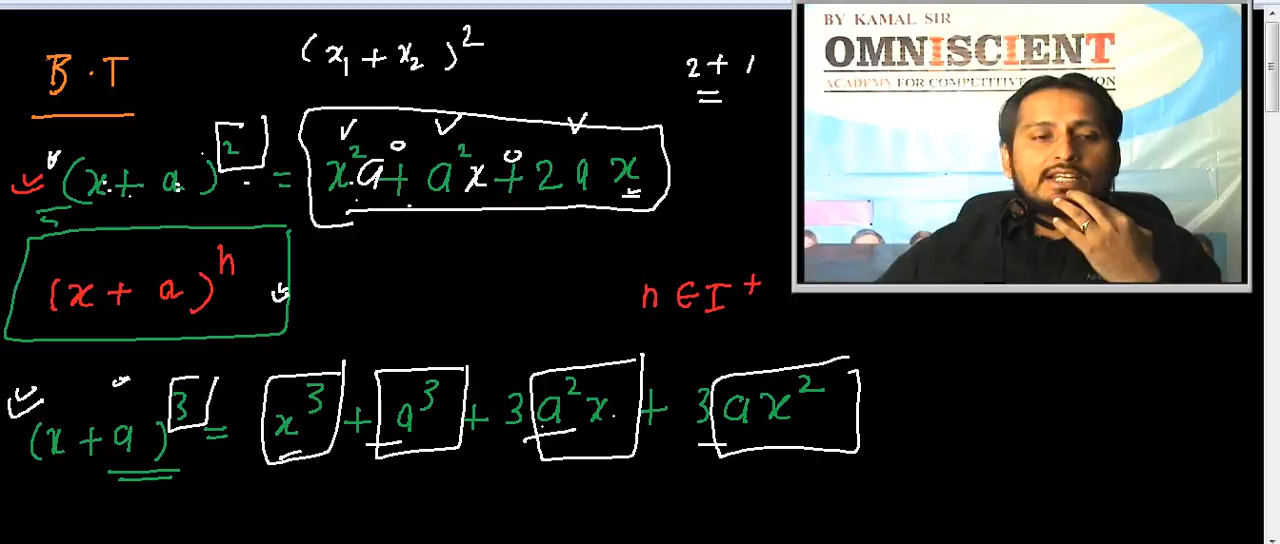 BY KAMAL SIR
OMNISCIENT
ACADEMY FOR COMPETITIVE
B.T
(x₁ + x₂)²
2 + 1
(x + a)² = x²a⁰ + a²x⁰ + 2 a x
(x + a)ⁿ
n ∈ I⁺
(x + a)³ = x³ + a³ + 3a²x + 3ax²